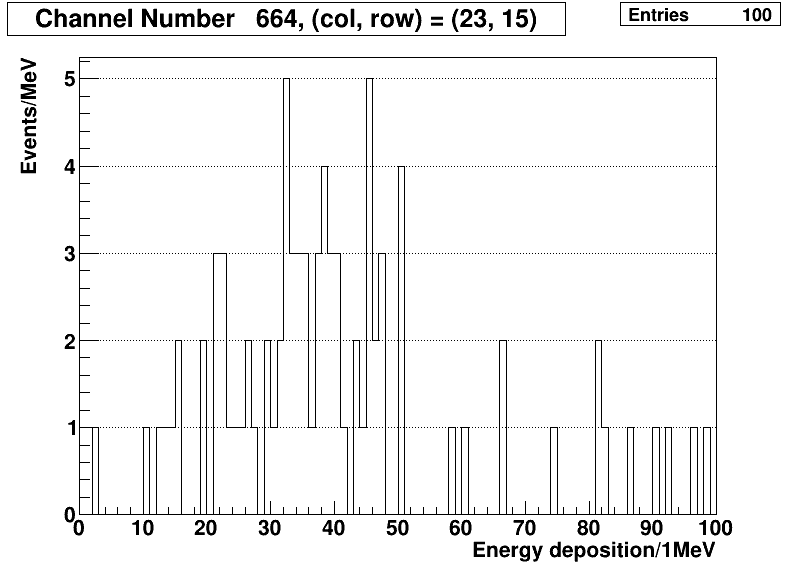 Channel Number 664, (col, row) = (23, 15)
Entries 100
Events/MeV
5
4
3
2
1
0
0 10 20 30 40 50 60 70 80 90 100
Energy deposition/1MeV